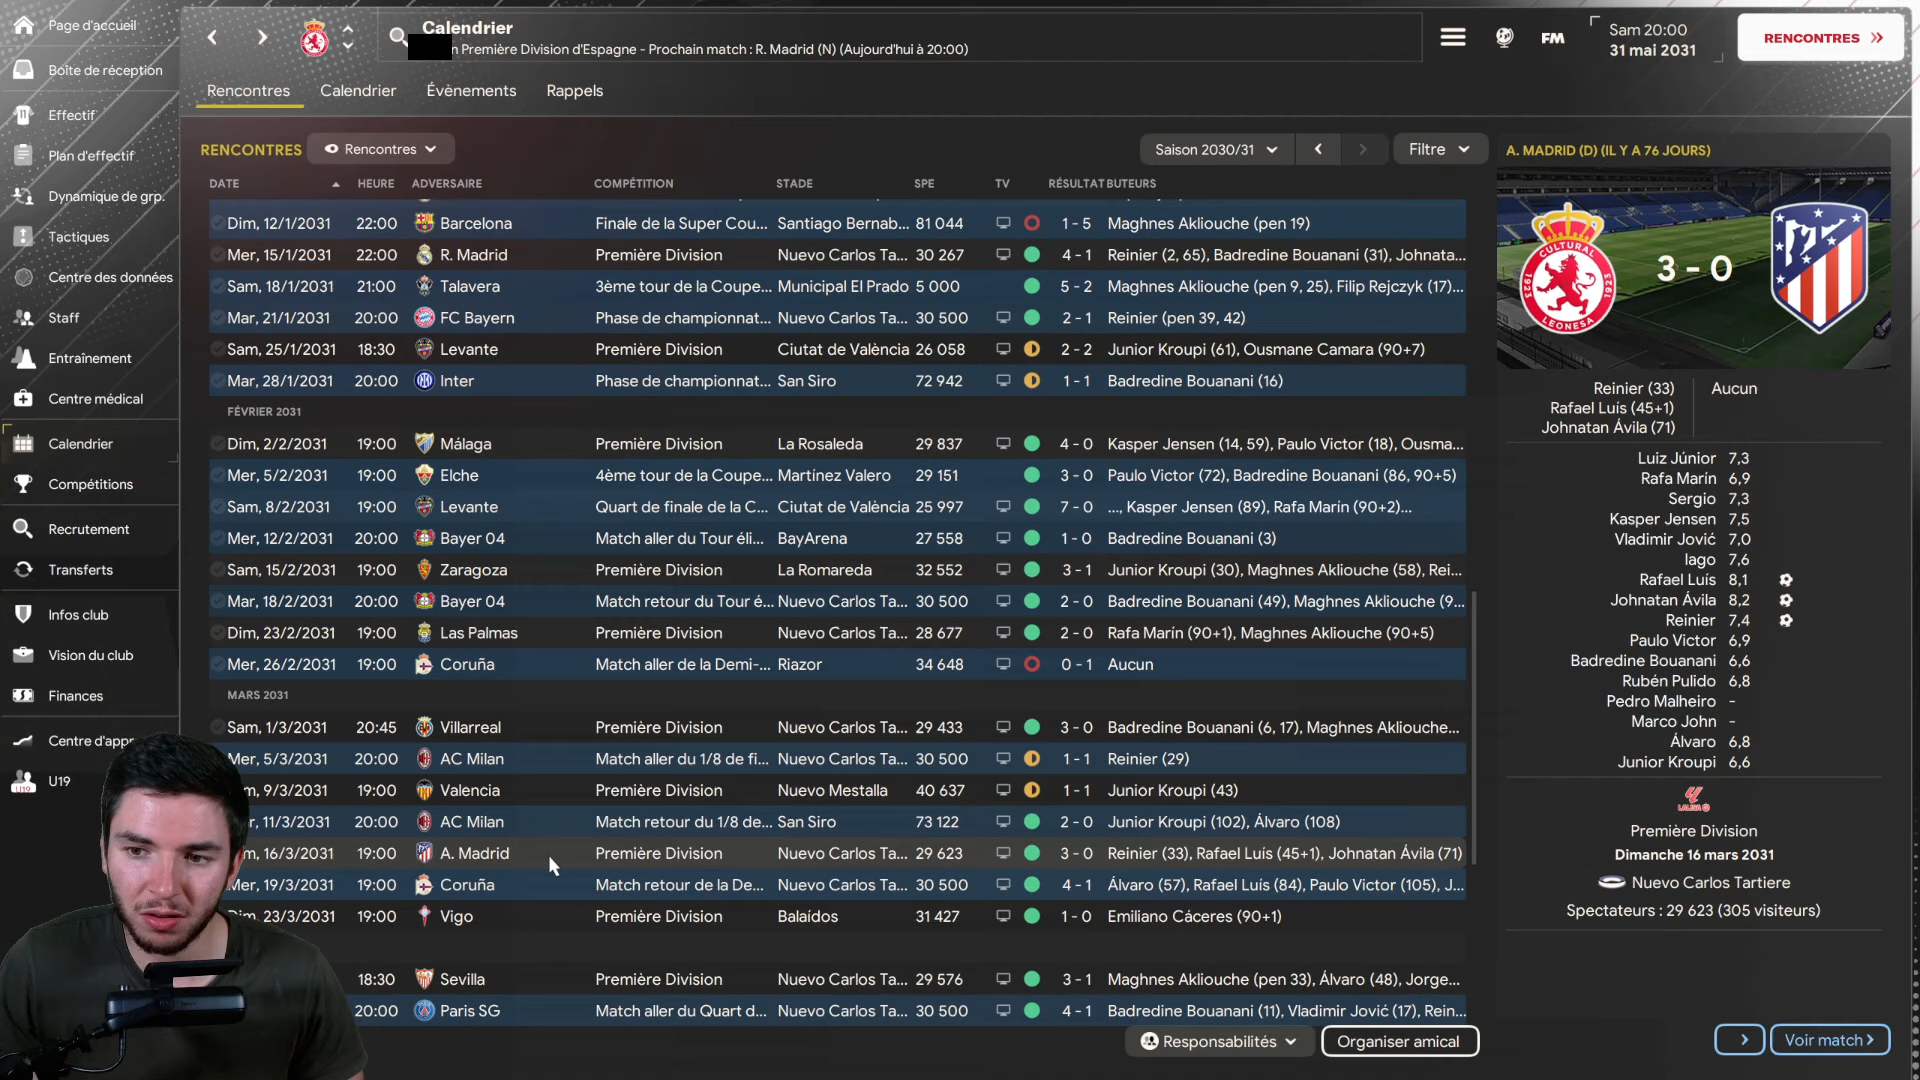 Page d'accueil
Boîte de réception
Effectif
Plan d'effectif
Dynamique de grp.
Tactiques
Centre des données
Staff
Entraînement
Centre médical
Calendrier
Compétitions
Recrutement
Transferts
Infos club
Vision du club
Finances
Centre d'appr
U19
Calendrier
n Première Division d'Espagne - Prochain match : R. Madrid (N) (Aujourd'hui à 20:00)
FM
Sam 20:00
31 mai 2031
RENCONTRES
Rencontres Calendrier Évènements Rappels
RENCONTRES Rencontres
Saison 2030/31 Filtre
DATE HEURE ADVERSAIRE COMPÉTITION STADE SPE TV RÉSULTAT BUTEURS
Dim, 12/1/2031 22:00 Barcelona Finale de la Super Cou... Santiago Bernab... 81 044 1 - 5 Maghnes Akliouche (pen 19)
Mer, 15/1/2031 22:00 R. Madrid Première Division Nuevo Carlos Ta... 30 267 4 - 1 Reinier (2, 65), Badredine Bouanani (31), Johnata...
Sam, 18/1/2031 21:00 Talavera 3ème tour de la Coupe... Municipal El Prado 5 000 5 - 2 Maghnes Akliouche (pen 9, 25), Filip Rejczyk (17)...
Mar, 21/1/2031 20:00 FC Bayern Phase de championnat... Nuevo Carlos Ta... 30 500 2 - 1 Reinier (pen 39, 42)
Sam, 25/1/2031 18:30 Levante Première Division Ciutat de València 26 058 2 - 2 Junior Kroupi (61), Ousmane Camara (90+7)
Mar, 28/1/2031 20:00 Inter Phase de championnat... San Siro 72 942 1 - 1 Badredine Bouanani (16)
FÉVRIER 2031
Dim, 2/2/2031 19:00 Málaga Première Division La Rosaleda 29 837 4 - 0 Kasper Jensen (14, 59), Paulo Victor (18), Ousma...
Mer, 5/2/2031 19:00 Elche 4ème tour de la Coupe... Martínez Valero 29 151 3 - 0 Paulo Victor (72), Badredine Bouanani (86, 90+5)
Sam, 8/2/2031 19:00 Levante Quart de finale de la C... Ciutat de València 25 997 7 - 0 ..., Kasper Jensen (89), Rafa Marín (90+2)...
Mer, 12/2/2031 20:00 Bayer 04 Match aller du Tour éli... BayArena 27 558 1 - 0 Badredine Bouanani (3)
Sam, 15/2/2031 19:00 Zaragoza Première Division La Romareda 32 552 3 - 1 Junior Kroupi (30), Maghnes Akliouche (58), Rei...
Mar, 18/2/2031 20:00 Bayer 04 Match retour du Tour é... Nuevo Carlos Ta... 30 500 2 - 0 Badredine Bouanani (49), Maghnes Akliouche (9...
Dim, 23/2/2031 19:00 Las Palmas Première Division Nuevo Carlos Ta... 28 677 2 - 0 Rafa Marín (90+1), Maghnes Akliouche (90+5)
Mer, 26/2/2031 19:00 Coruña Match aller de la Demi-... Riazor 34 648 0 - 1 Aucun
MARS 2031
Sam, 1/3/2031 20:45 Villarreal Première Division Nuevo Carlos Ta... 29 433 3 - 0 Badredine Bouanani (6, 17), Maghnes Akliouche...
Mer, 5/3/2031 20:00 AC Milan Match aller du 1/8 de fi... Nuevo Carlos Ta... 30 500 1 - 1 Reinier (29)
m, 9/3/2031 19:00 Valencia Première Division Nuevo Mestalla 40 637 1 - 1 Junior Kroupi (43)
r, 11/3/2031 20:00 AC Milan Match retour du 1/8 de... San Siro 73 122 2 - 0 Junior Kroupi (102), Álvaro (108)
m, 16/3/2031 19:00 A. Madrid Première Division Nuevo Carlos Ta... 29 623 3 - 0 Reinier (33), Rafael Luís (45+1), Johnatan Ávila (71)
Mer, 19/3/2031 19:00 Coruña Match retour de la De... Nuevo Carlos Ta... 30 500 4 - 1 Álvaro (57), Rafael Luís (84), Paulo Victor (105), J...
Dim, 23/3/2031 19:00 Vigo Première Division Balaídos 31 427 1 - 0 Emiliano Cáceres (90+1)
18:30 Sevilla Première Division Nuevo Carlos Ta... 29 576 3 - 1 Maghnes Akliouche (pen 33), Álvaro (48), Jorge...
20:00 Paris SG Match aller du Quart d... Nuevo Carlos Ta... 30 500 4 - 1 Badredine Bouanani (11), Vladimir Jović (17), Rein...
Responsabilités Organiser amical
A. MADRID (D) (IL Y A 76 JOURS)
CULTURAL
1923 1923
LEONESA
3 - 0
Reinier (33) Aucun
Rafael Luís (45+1)
Johnatan Ávila (71)
Luiz Júnior 7,3
Rafa Marín 6,9
Sergio 7,3
Kasper Jensen 7,5
Vladimir Jović 7,0
Iago 7,6
Rafael Luís 8,1
Johnatan Ávila 8,2
Reinier 7,4
Paulo Victor 6,9
Badredine Bouanani 6,6
Rubén Pulido 6,8
Pedro Malheiro -
Marco John -
Álvaro 6,8
Junior Kroupi 6,6
LALIGA
Première Division
Dimanche 16 mars 2031
Nuevo Carlos Tartiere
Spectateurs : 29 623 (305 visiteurs)
Voir match